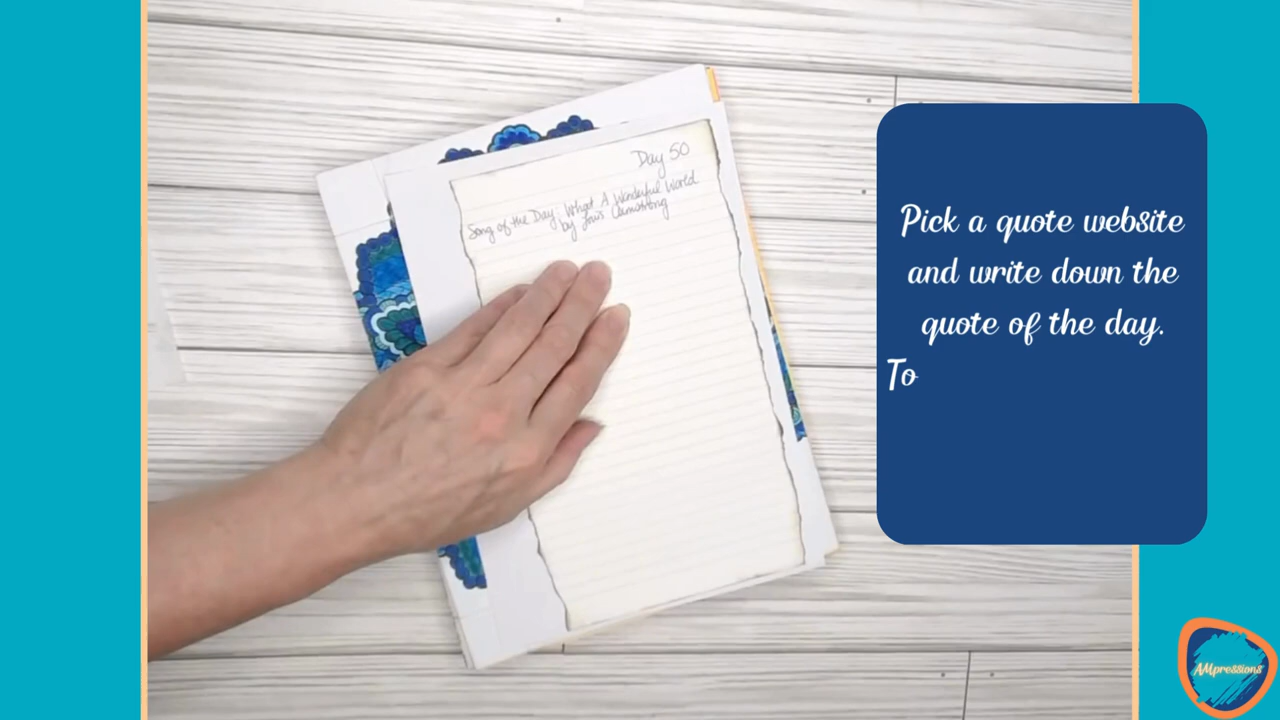 Day 50
Song of the Day: What A Wonderful World
by Louis Armstrong
Pick a quote website
and write down the
quote of the day.
To
AMpressions